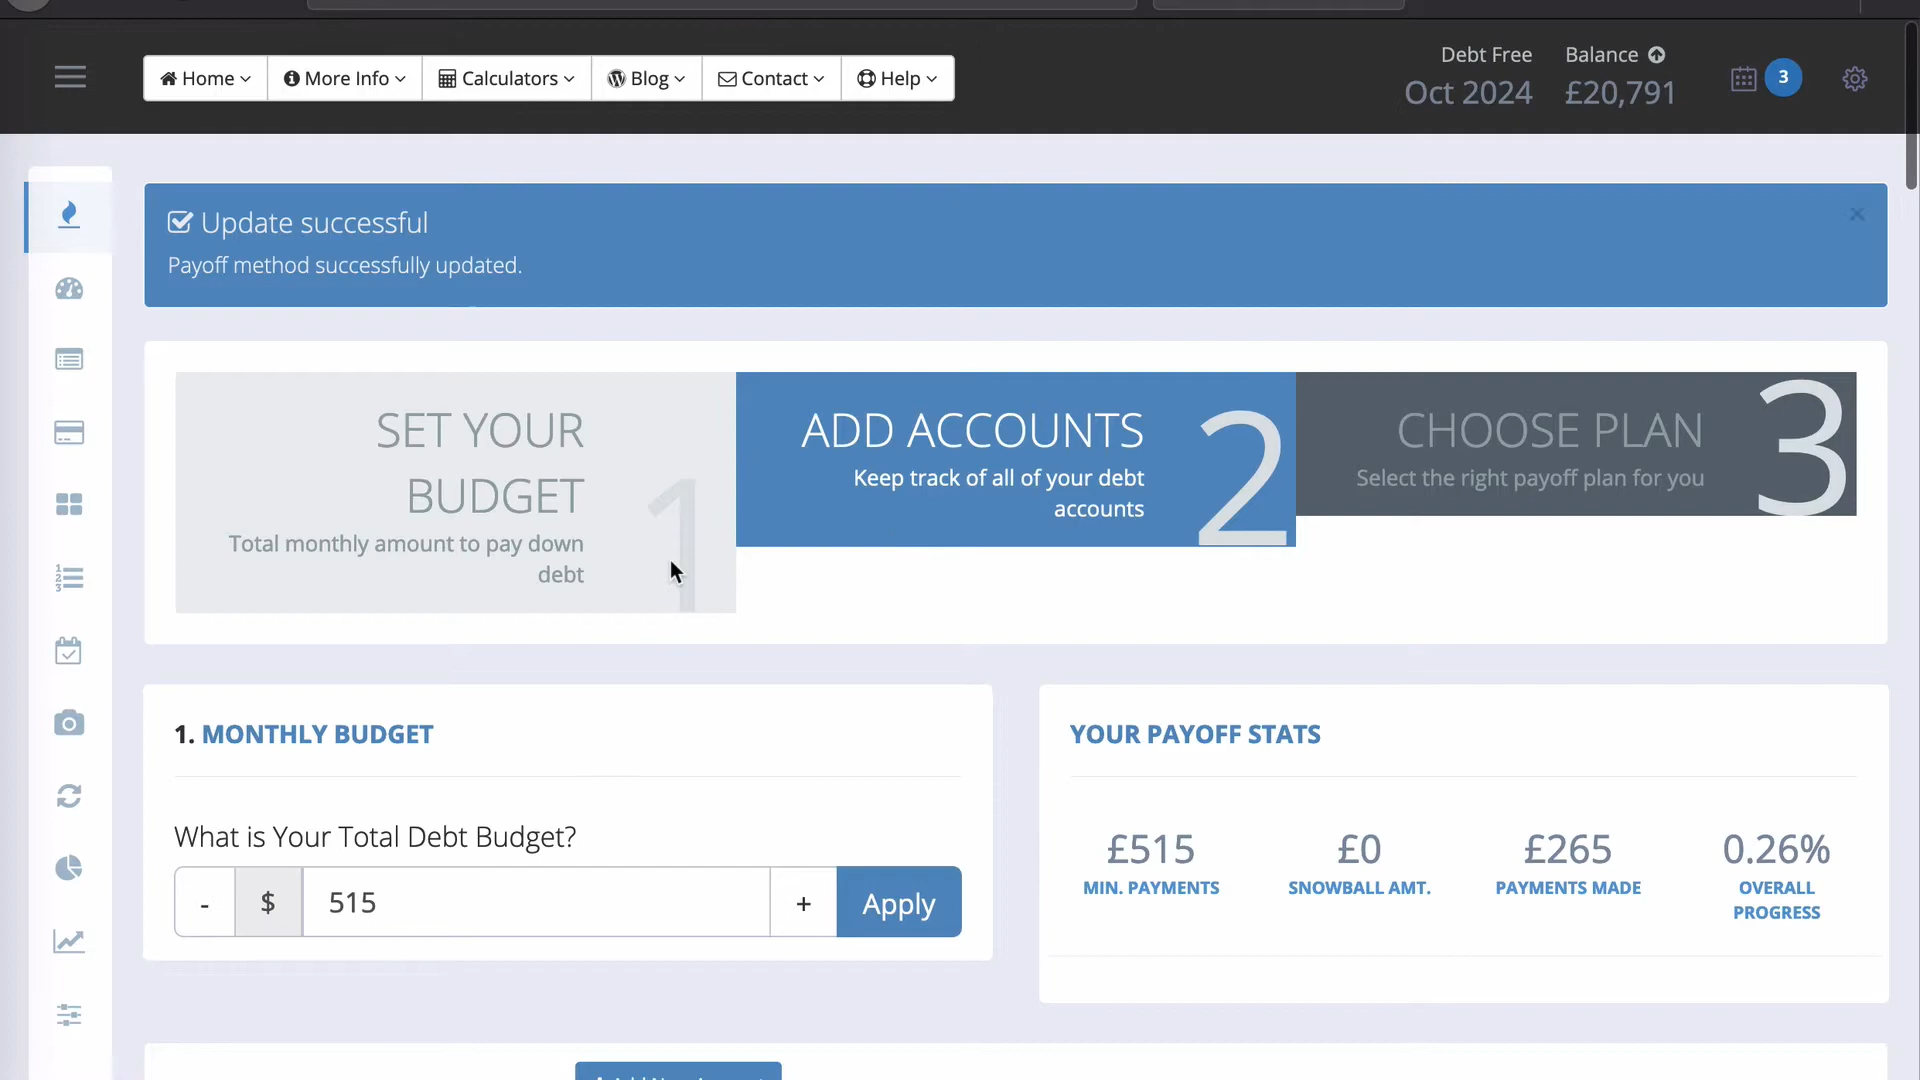 Home
More Info
Calculators
Blog
Contact
Help
Debt Free
Oct 2024
Balance
£20,791
3
Update successful
Payoff method successfully updated.
SET YOUR
BUDGET
Total monthly amount to pay down
debt
1
ADD ACCOUNTS
Keep track of all of your debt
accounts
2
CHOOSE PLAN
Select the right payoff plan for you
3
1. MONTHLY BUDGET
What is Your Total Debt Budget?
- $ 515 + Apply
YOUR PAYOFF STATS
£515
MIN. PAYMENTS
£0
SNOWBALL AMT.
£265
PAYMENTS MADE
0.26%
OVERALL
PROGRESS